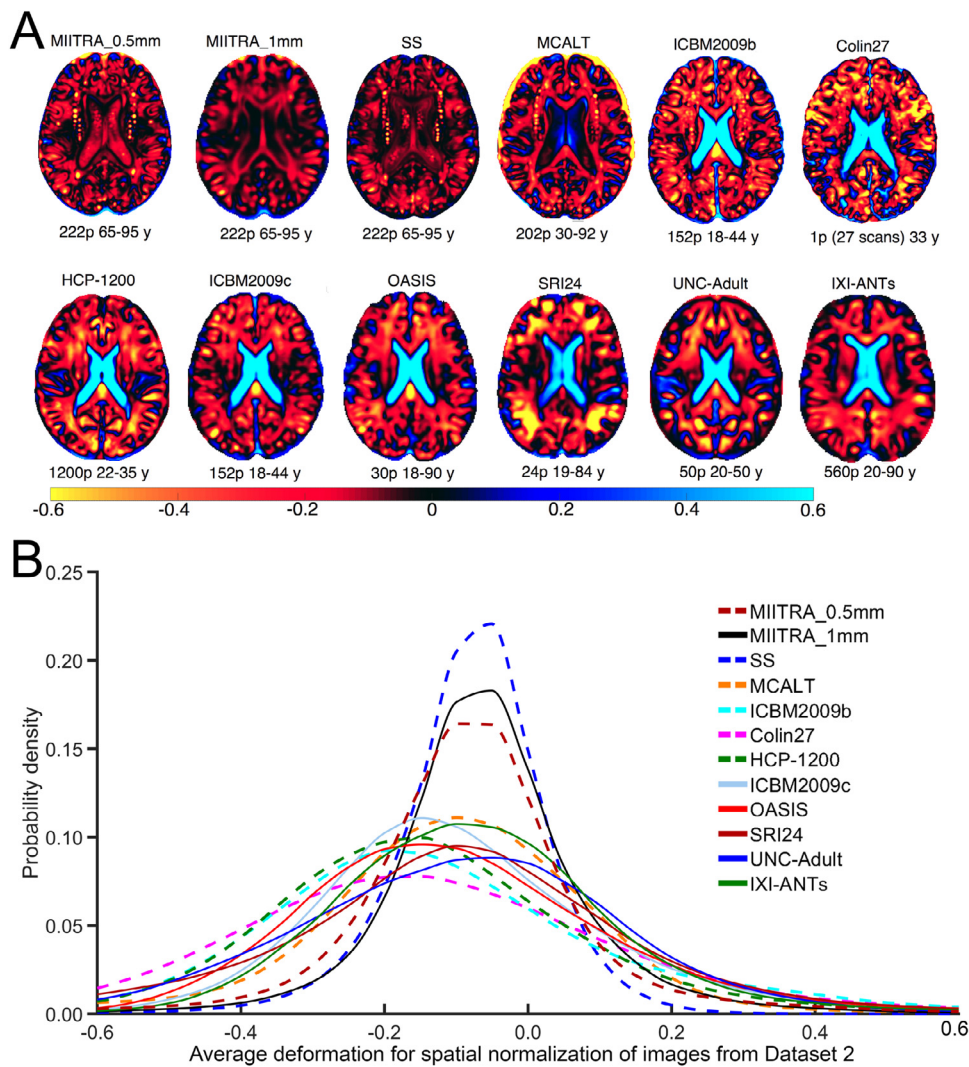 A
MIITRA_0.5mm MIITRA_1mm SS MCALT ICBM2009b Colin27
222p 65-95 y 222p 65-95 y 222p 65-95 y 202p 30-92 y 152p 18-44 y 1p (27 scans) 33 y
HCP-1200 ICBM2009c OASIS SRI24 UNC-Adult IXI-ANTs
1200p 22-35 y 152p 18-44 y 30p 18-90 y 24p 19-84 y 50p 20-50 y 560p 20-90 y
-0.6 -0.4 -0.2 0 0.2 0.4 0.6
B
0.25
0.20
0.15
0.10
0.05
0.00
Probability density
MIITRA_0.5mm
MIITRA_1mm
SS
MCALT
ICBM2009b
Colin27
HCP-1200
ICBM2009c
OASIS
SRI24
UNC-Adult
IXI-ANTs
-0.6 -0.4 -0.2 0.0 0.2 0.4 0.6
Average deformation for spatial normalization of images from Dataset 2